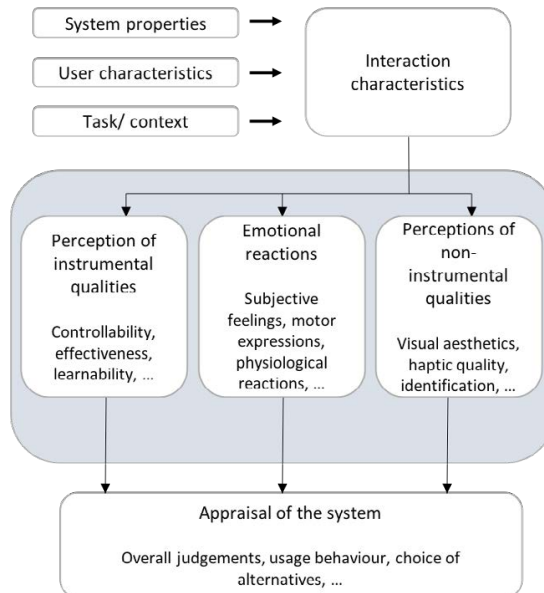 System properties
User characteristics
Task/ context
Interaction
characteristics
Perception of
instrumental
qualities
Controllability,
effectiveness,
learnability, ...
Emotional
reactions
Subjective
feelings, motor
expressions,
physiological
reactions, ...
Perceptions of
non-
instrumental
qualities
Visual aesthetics,
haptic quality,
identification, ...
Appraisal of the system
Overall judgements, usage behaviour, choice of
alternatives, ...